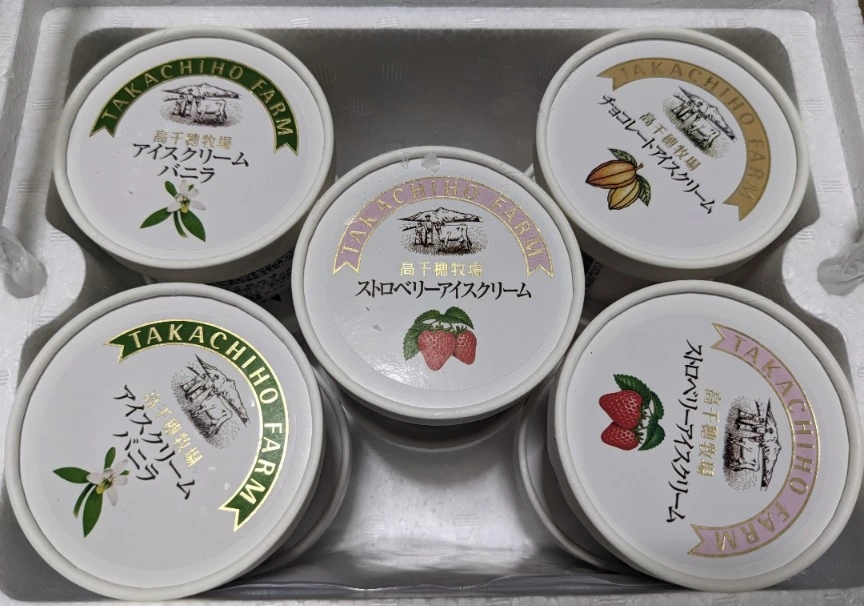 TAKACHIHO FARM
高千穂牧場
アイスクリーム
バニラ
TAKACHIHO FARM
高千穂牧場
チョコレートアイスクリーム
TAKACHIHO FARM
高千穂牧場
ストロベリーアイスクリーム
TAKACHIHO FARM
高千穂牧場
アイスクリーム
バニラ
TAKACHIHO FARM
高千穂牧場
ストロベリーアイスクリーム